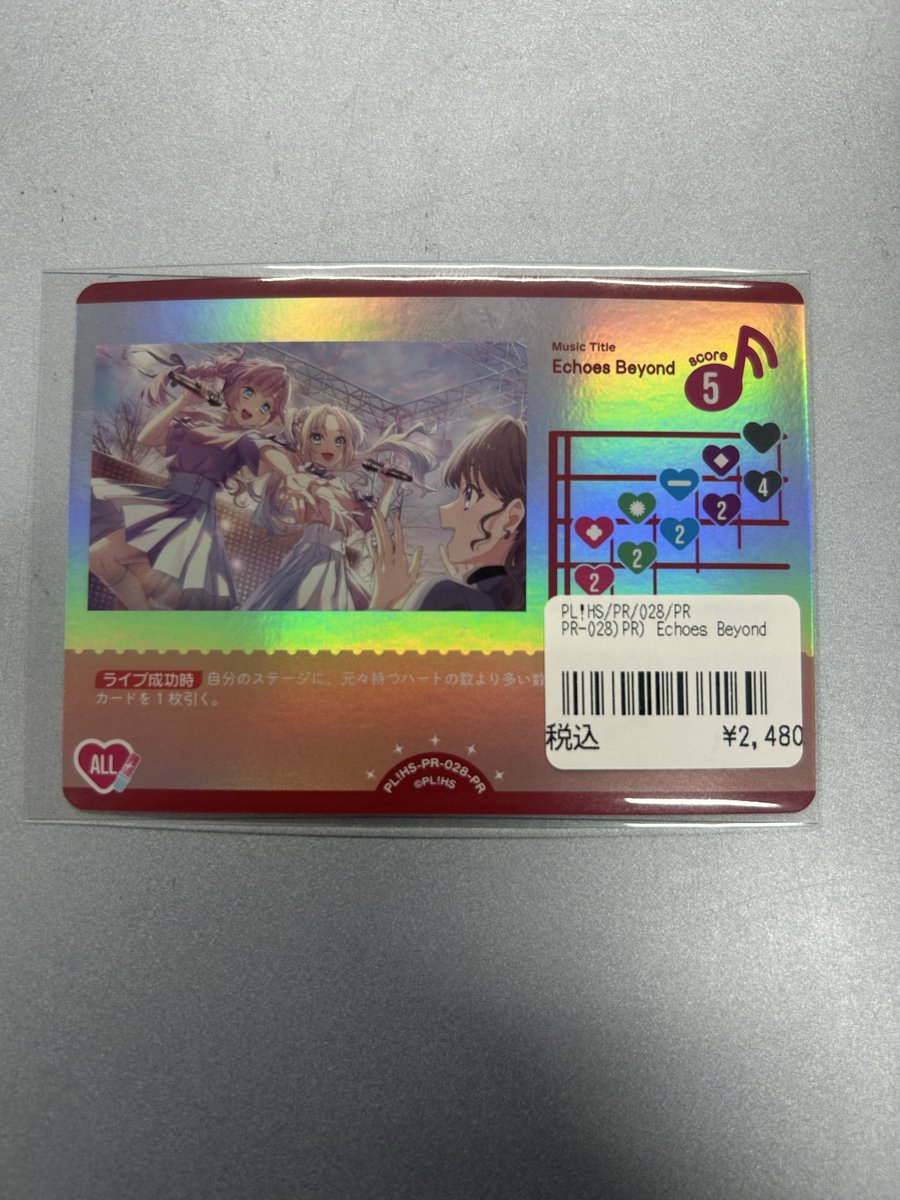 Music Title
Echoes Beyond
score
5
4
2
2
2
2
PL!HS/PR/028/PR
PR-028)PR) Echoes Beyond
税込 ¥2,480
ライブ成功時 自分のステージに、元々持つハートの数より多い数
カードを1枚引く。
ALL
PL!HS-PR-028-PR
©PL!HS